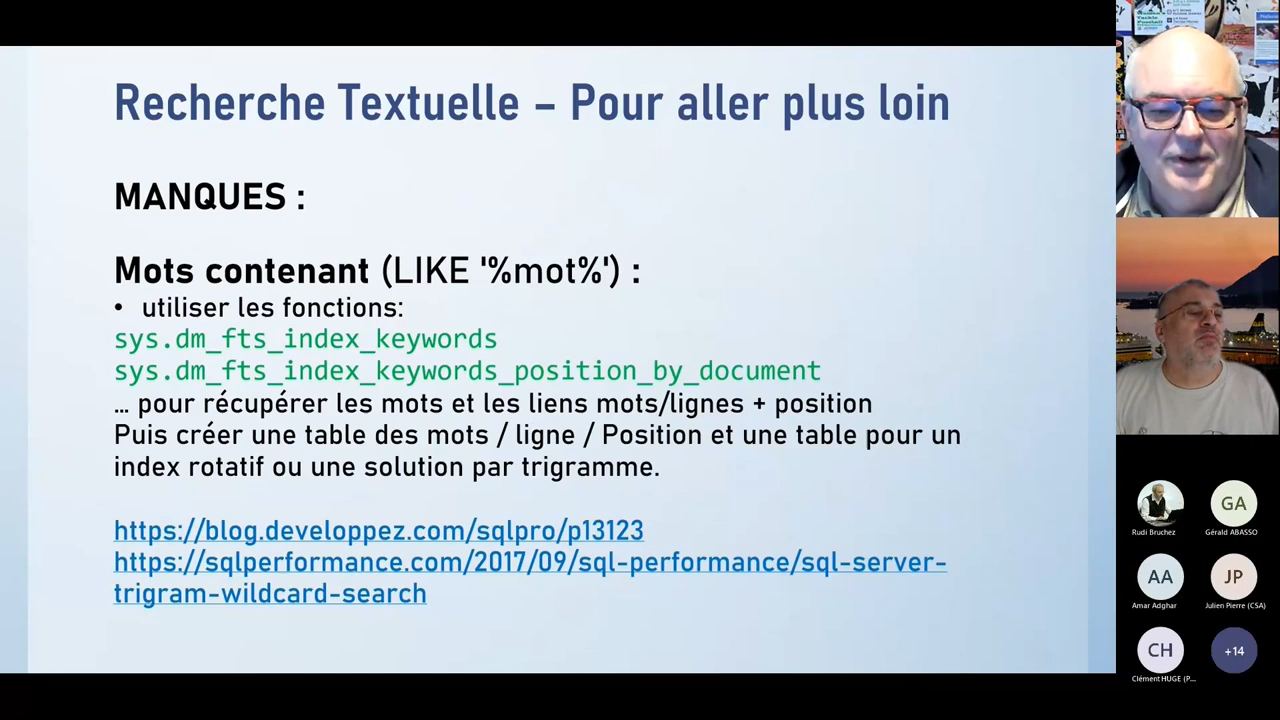 Recherche Textuelle – Pour aller plus loin
MANQUES :
Mots contenant (LIKE '%mot%') :
• utiliser les fonctions:
sys.dm_fts_index_keywords
sys.dm_fts_index_keywords_position_by_document
… pour récupérer les mots et les liens mots/lignes + position
Puis créer une table des mots / ligne / Position et une table pour un
index rotatif ou une solution par trigramme.
https://blog.developpez.com/sqlpro/p13123
https://sqlperformance.com/2017/09/sql-performance/sql-server-
trigram-wildcard-search
GA
Rudi Bruchez
Gérald ABASSO
AA
JP
Amar Adghar
Julien Pierre (CSA)
CH
+14
Clément HUGE (P...